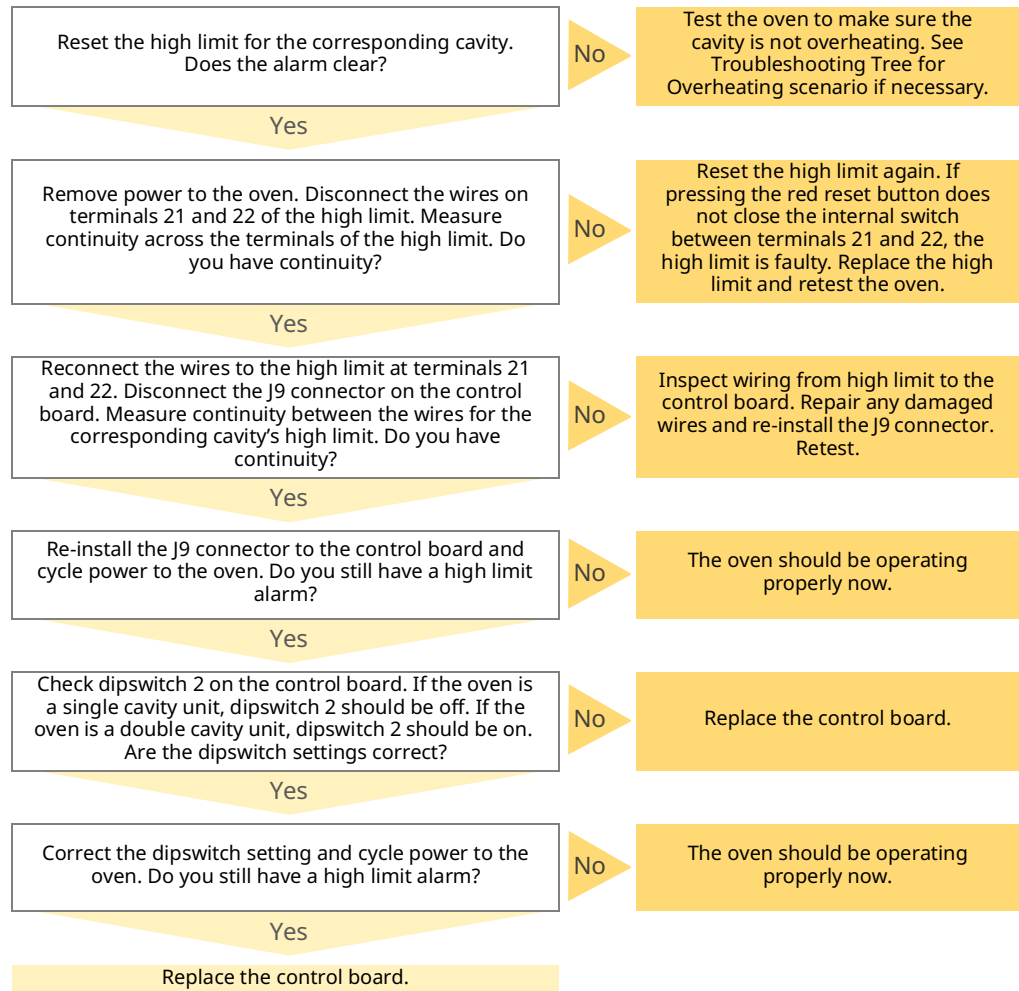 Reset the high limit for the corresponding cavity.
Does the alarm clear?
No
Test the oven to make sure the
cavity is not overheating. See
Troubleshooting Tree for
Overheating scenario if necessary.
Yes
Remove power to the oven. Disconnect the wires on
terminals 21 and 22 of the high limit. Measure
continuity across the terminals of the high limit. Do
you have continuity?
No
Reset the high limit again. If
pressing the red reset button does
not close the internal switch
between terminals 21 and 22, the
high limit is faulty. Replace the high
limit and retest the oven.
Yes
Reconnect the wires to the high limit at terminals 21
and 22. Disconnect the J9 connector on the control
board. Measure continuity between the wires for the
corresponding cavity’s high limit. Do you have
continuity?
No
Inspect wiring from high limit to the
control board. Repair any damaged
wires and re-install the J9 connector.
Retest.
Yes
Re-install the J9 connector to the control board and
cycle power to the oven. Do you still have a high limit
alarm?
No
The oven should be operating
properly now.
Yes
Check dipswitch 2 on the control board. If the oven is
a single cavity unit, dipswitch 2 should be off. If the
oven is a double cavity unit, dipswitch 2 should be on.
Are the dipswitch settings correct?
No
Replace the control board.
Yes
Correct the dipswitch setting and cycle power to the
oven. Do you still have a high limit alarm?
No
The oven should be operating
properly now.
Yes
Replace the control board.